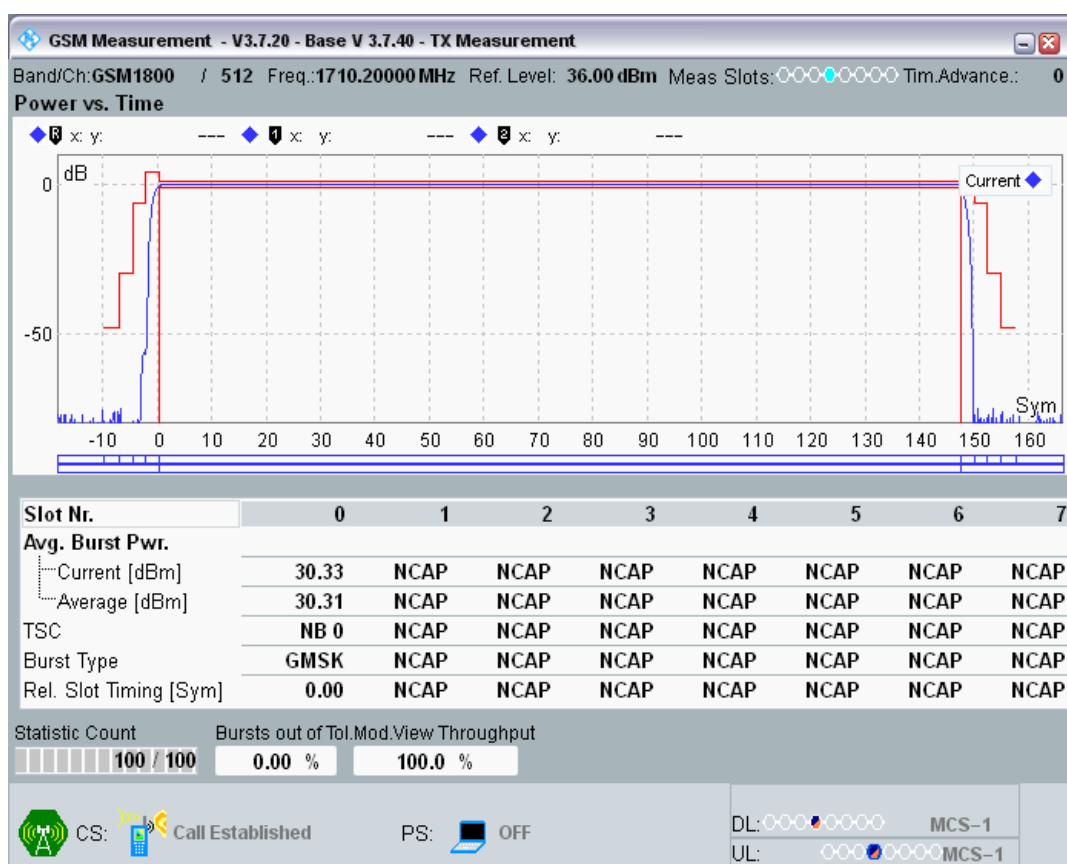 GSM Measurement - V3.7.20 - Base V 3.7.40 - TX Measurement
Band/Ch:GSM1800 / 512 Freq.:1710.20000 MHz Ref. Level: 36.00 dBm Meas Slots: Tim.Advance.: 0
Power vs. Time
R x: y: --- 1 x: y: --- 2 x: y: ---
dB
Current
0
-50
Sym
-10 0 10 20 30 40 50 60 70 80 90 100 110 120 130 140 150 160
Slot Nr. 0 1 2 3 4 5 6 7
Avg. Burst Pwr.
Current [dBm] 30.33 NCAP NCAP NCAP NCAP NCAP NCAP NCAP
Average [dBm] 30.31 NCAP NCAP NCAP NCAP NCAP NCAP NCAP
TSC NB 0 NCAP NCAP NCAP NCAP NCAP NCAP NCAP
Burst Type GMSK NCAP NCAP NCAP NCAP NCAP NCAP NCAP
Rel. Slot Timing [Sym] 0.00 NCAP NCAP NCAP NCAP NCAP NCAP NCAP
Statistic Count Bursts out of Tol. Mod.View Throughput
100 / 100 0.00 % 100.0 %
CS: Call Established PS: OFF
DL: MCS-1
UL: MCS-1